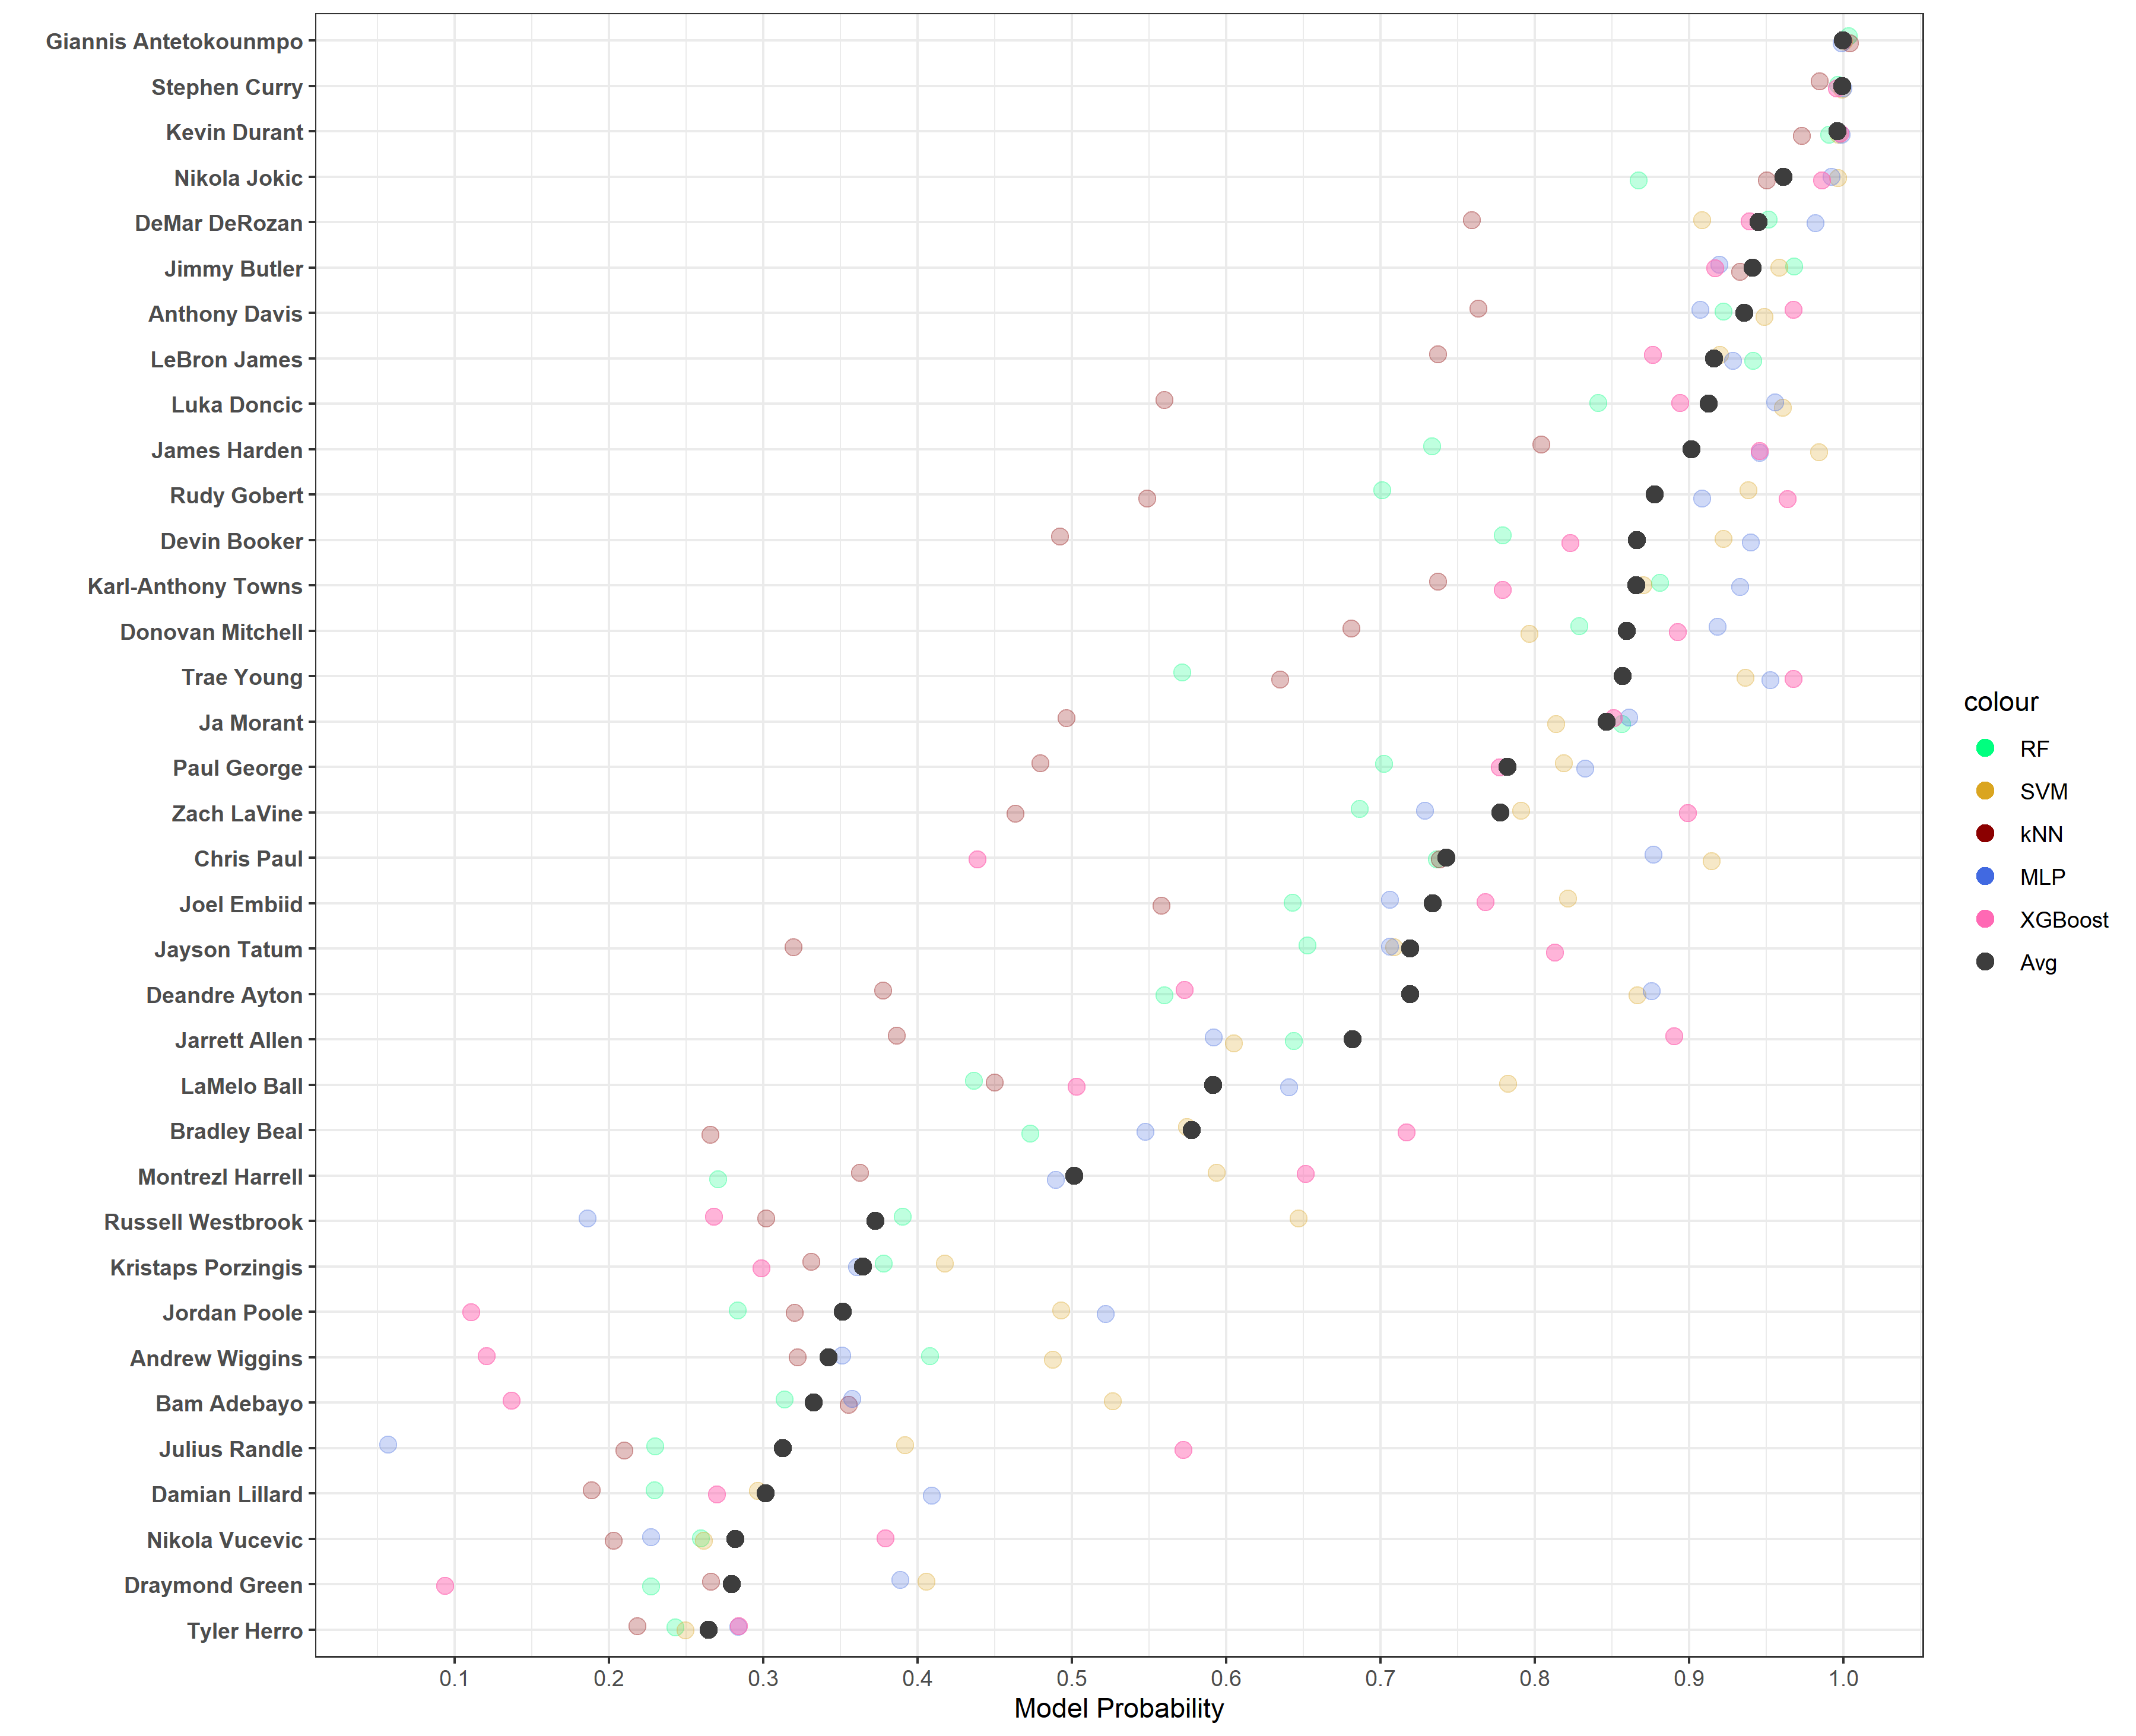 Giannis Antetokounmpo
Stephen Curry
Kevin Durant
Nikola Jokic
DeMar DeRozan
Jimmy Butler
Anthony Davis
LeBron James
Luka Doncic
James Harden
Rudy Gobert
Devin Booker
Karl-Anthony Towns
Donovan Mitchell
Trae Young
Ja Morant
Paul George
Zach LaVine
Chris Paul
Joel Embiid
Jayson Tatum
Deandre Ayton
Jarrett Allen
LaMelo Ball
Bradley Beal
Montrezl Harrell
Russell Westbrook
Kristaps Porzingis
Jordan Poole
Andrew Wiggins
Bam Adebayo
Julius Randle
Damian Lillard
Nikola Vucevic
Draymond Green
Tyler Herro
0.1 0.2 0.3 0.4 0.5 0.6 0.7 0.8 0.9 1.0
Model Probability
colour
RF
SVM
kNN
MLP
XGBoost
Avg